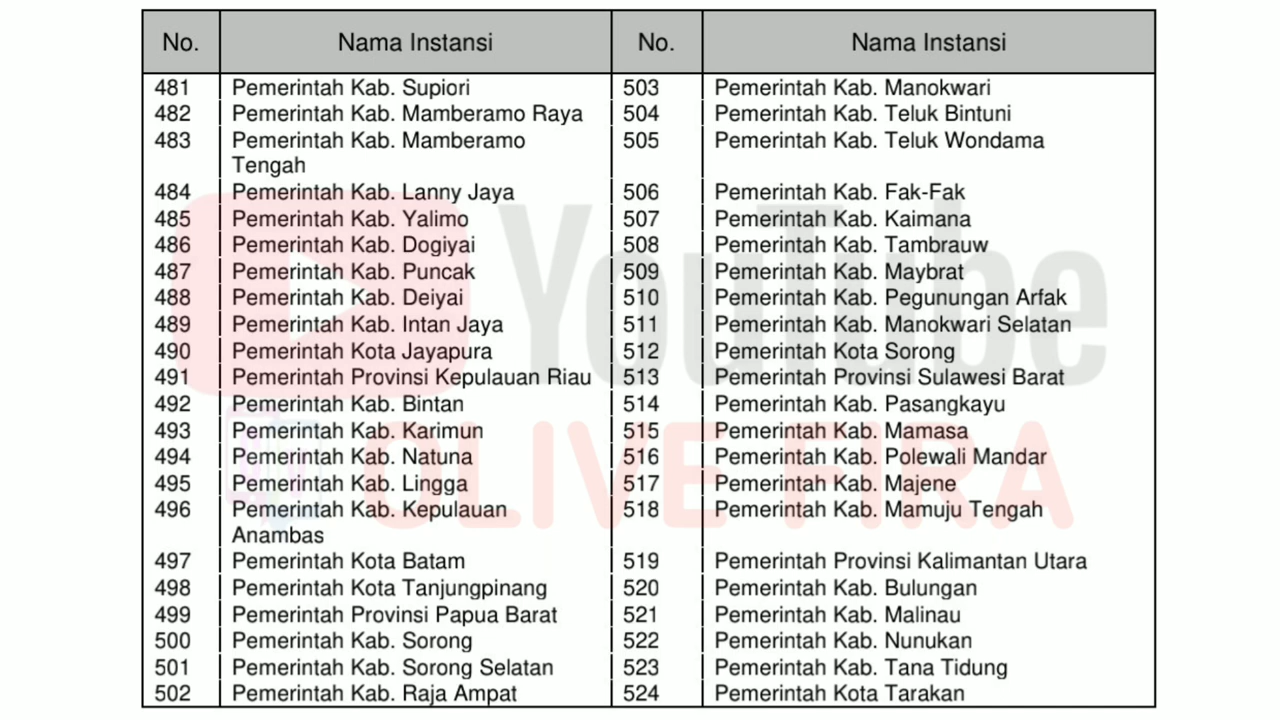 No. Nama Instansi No. Nama Instansi
481 Pemerintah Kab. Supiori 503 Pemerintah Kab. Manokwari
482 Pemerintah Kab. Mamberamo Raya 504 Pemerintah Kab. Teluk Bintuni
483 Pemerintah Kab. Mamberamo 505 Pemerintah Kab. Teluk Wondama
Tengah
484 Pemerintah Kab. Lanny Jaya 506 Pemerintah Kab. Fak-Fak
485 Pemerintah Kab. Yalimo 507 Pemerintah Kab. Kaimana
486 Pemerintah Kab. Dogiyai 508 Pemerintah Kab. Tambrauw
487 Pemerintah Kab. Puncak 509 Pemerintah Kab. Maybrat
488 Pemerintah Kab. Deiyai 510 Pemerintah Kab. Pegunungan Arfak
489 Pemerintah Kab. Intan Jaya 511 Pemerintah Kab. Manokwari Selatan
490 Pemerintah Kota Jayapura 512 Pemerintah Kota Sorong
491 Pemerintah Provinsi Kepulauan Riau 513 Pemerintah Provinsi Sulawesi Barat
492 Pemerintah Kab. Bintan 514 Pemerintah Kab. Pasangkayu
493 Pemerintah Kab. Karimun 515 Pemerintah Kab. Mamasa
494 Pemerintah Kab. Natuna 516 Pemerintah Kab. Polewali Mandar
495 Pemerintah Kab. Lingga 517 Pemerintah Kab. Majene
496 Pemerintah Kab. Kepulauan 518 Pemerintah Kab. Mamuju Tengah
Anambas
497 Pemerintah Kota Batam 519 Pemerintah Provinsi Kalimantan Utara
498 Pemerintah Kota Tanjungpinang 520 Pemerintah Kab. Bulungan
499 Pemerintah Provinsi Papua Barat 521 Pemerintah Kab. Malinau
500 Pemerintah Kab. Sorong 522 Pemerintah Kab. Nunukan
501 Pemerintah Kab. Sorong Selatan 523 Pemerintah Kab. Tana Tidung
502 Pemerintah Kab. Raja Ampat 524 Pemerintah Kota Tarakan
YouTube
OLIVE FIRA